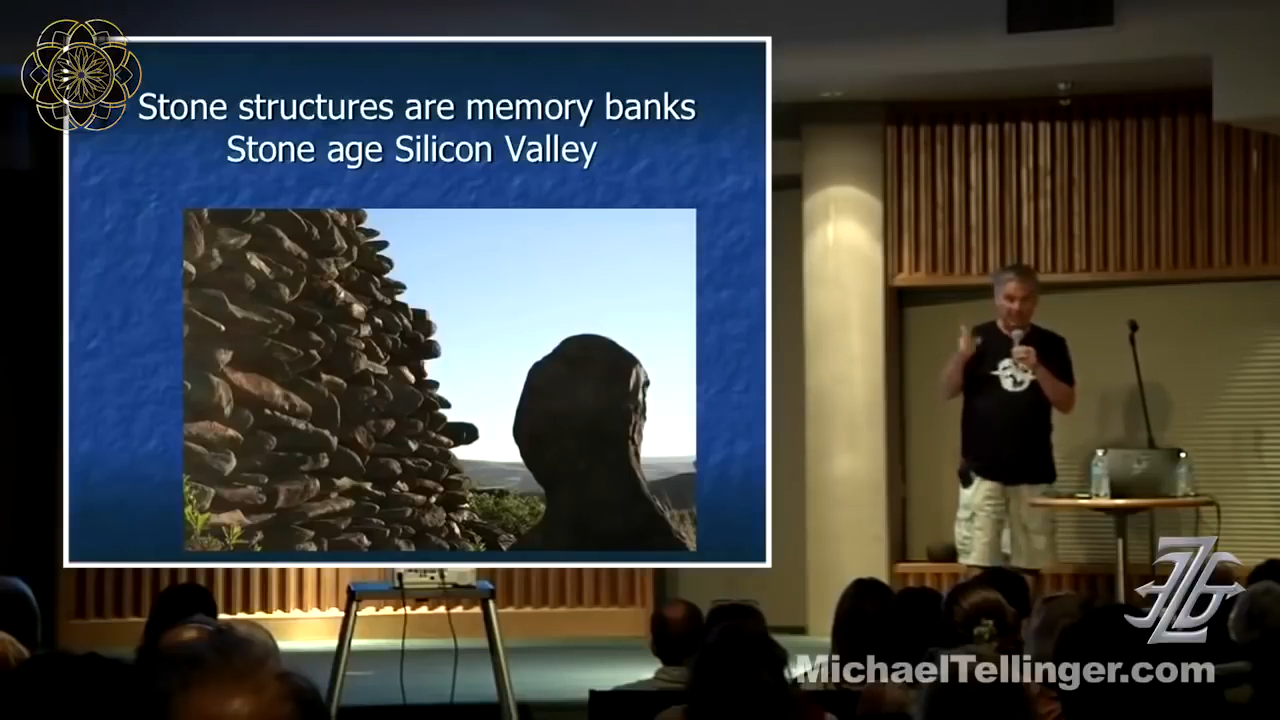 Stone structures are memory banks
Stone age Silicon Valley
MichaelTellinger.com